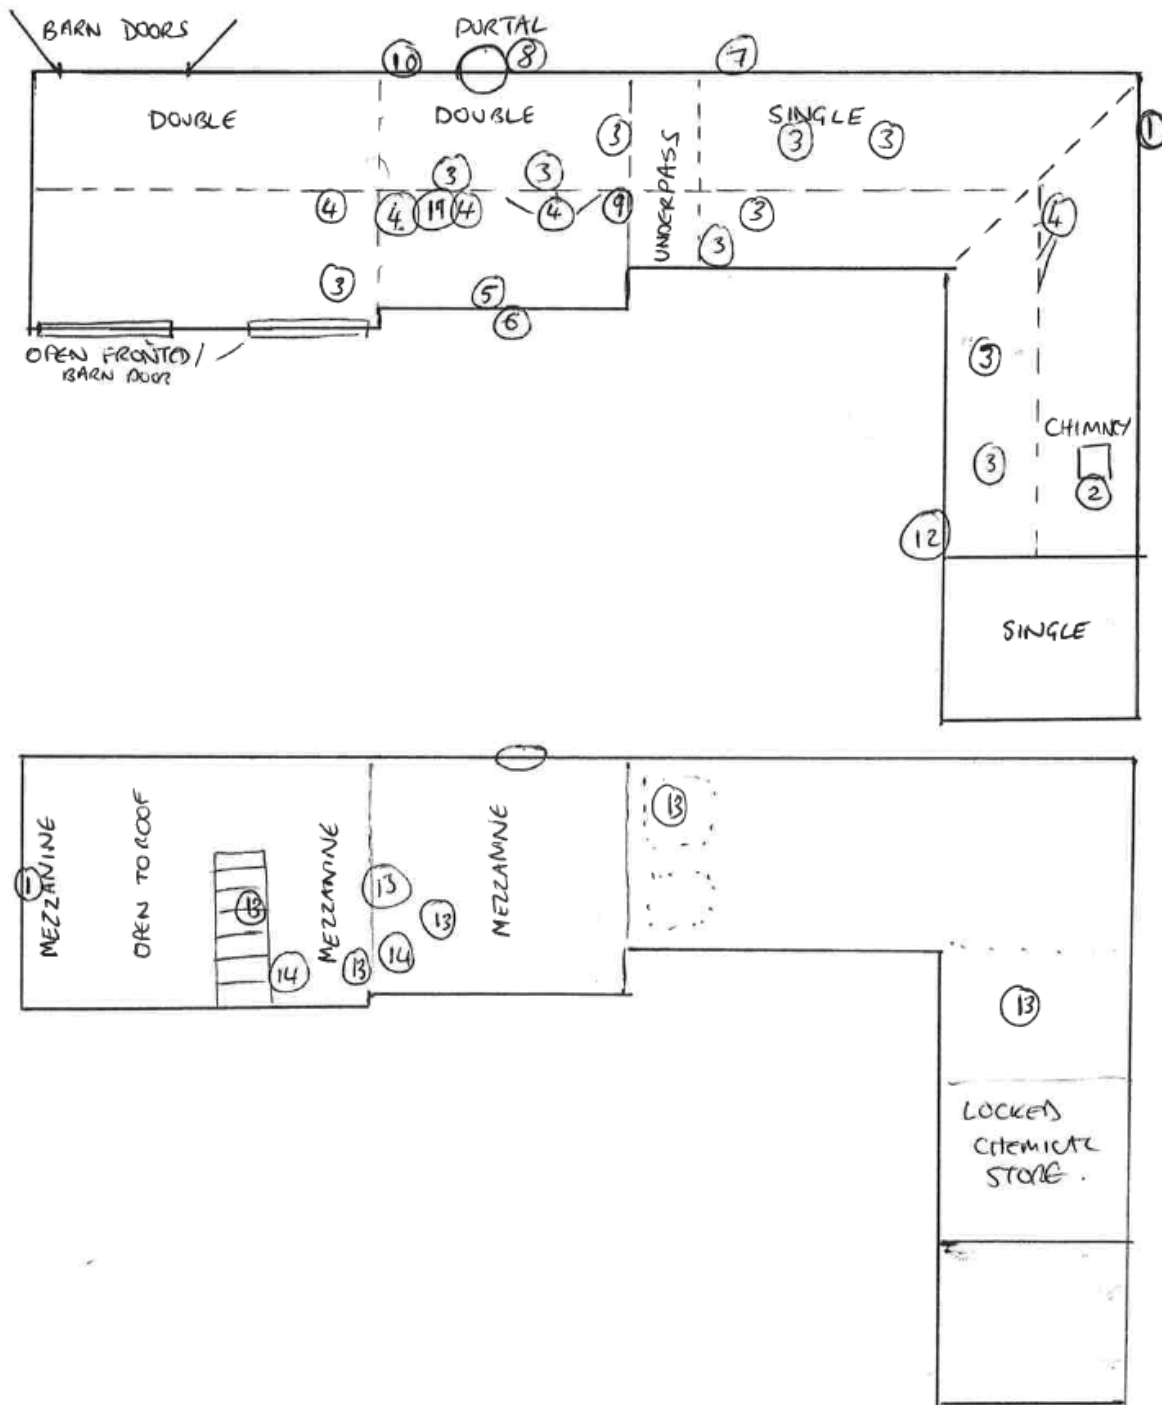 BARN DOORS
PORTAL
10
8
7
DOUBLE
DOUBLE
SINGLE
1
3
UNDERPASS
3
3
3
3
4
4
19
4
4
9
3
4
3
3
5
6
OPEN FRONTED/
BARN DOOR
3
CHIMNEY
3
2
12
SINGLE
MEZZANINE
OPEN TO ROOF
MEZZANINE
MEZZANINE
13
1
13
13
13
14
13
14
13
LOCKED
CHEMICAL
STORE.